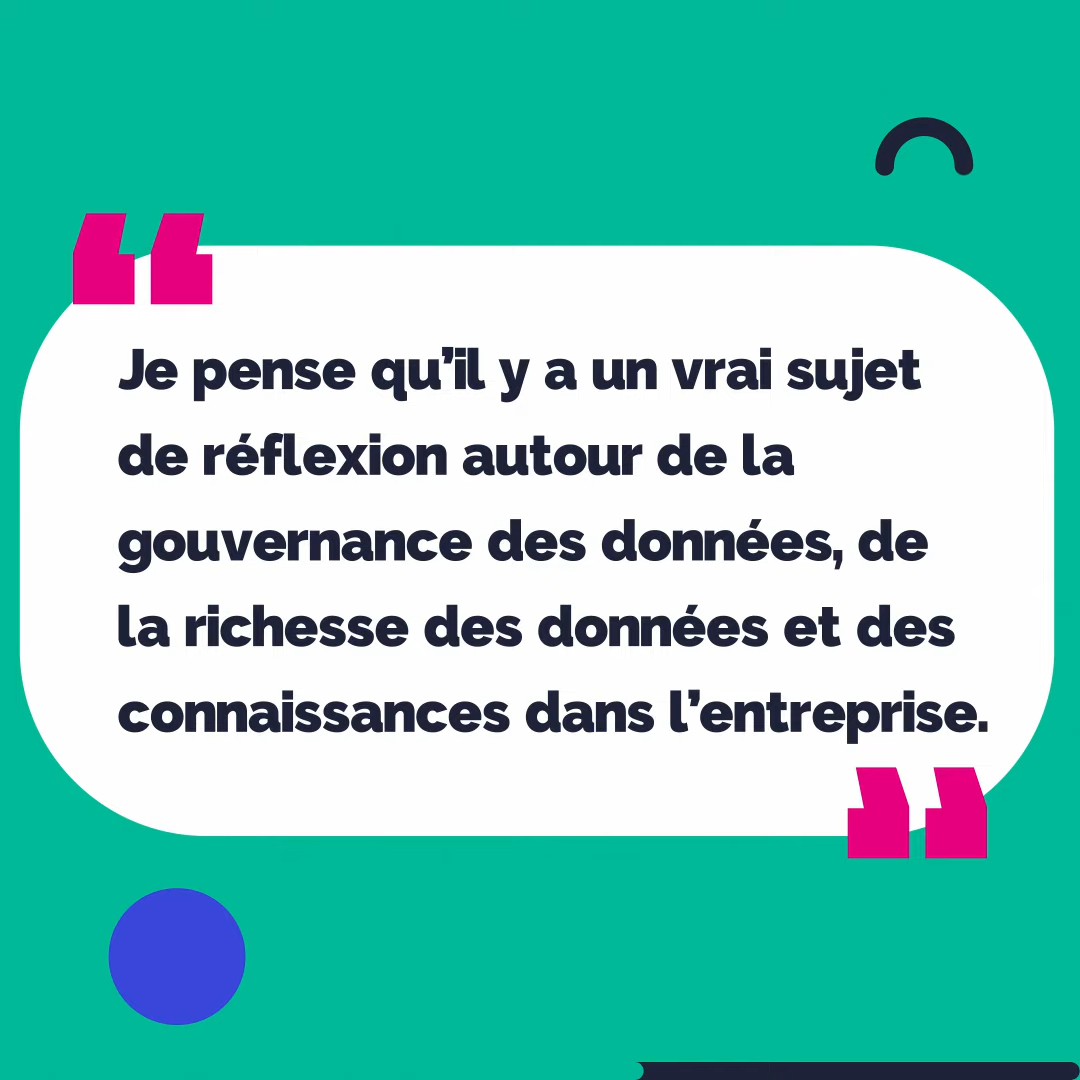 Je pense qu’il y a un vrai sujet
de réflexion autour de la
gouvernance des données, de
la richesse des données et des
connaissances dans l’entreprise.